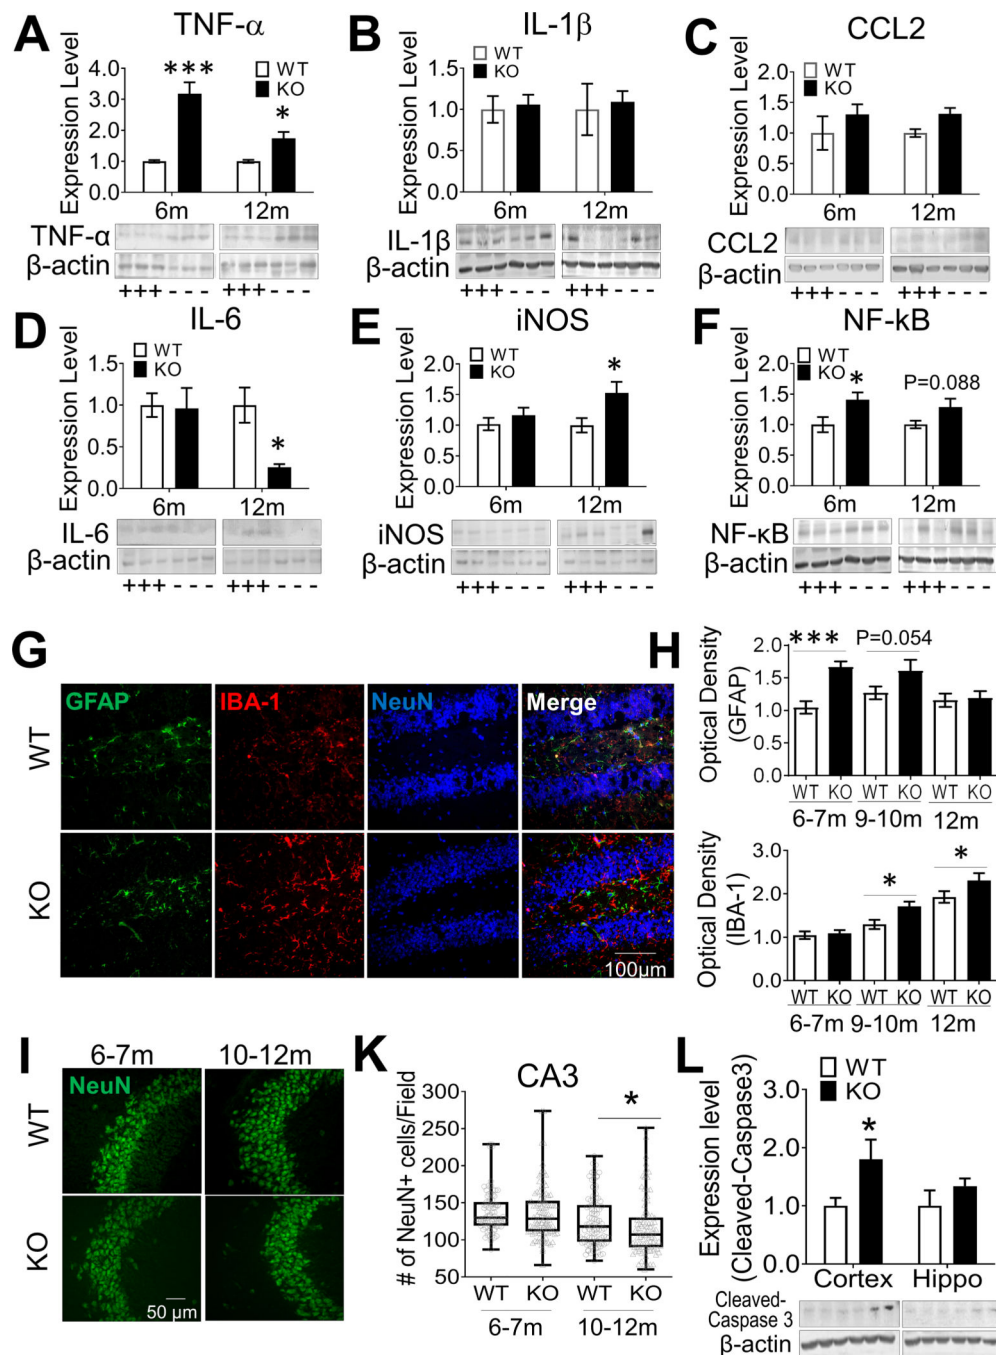 A
TNF-α
Expression Level
4.0
3.0
2.0
1.0
0.0
***
*
WT
KO
6m
12m
TNF-α
β-actin
+++ - - -
+++ - - -
B
IL-1β
Expression Level
1.5
1.0
0.5
0.0
WT
KO
6m
12m
IL-1β
β-actin
+++ - - -
+++ - - -
C
CCL2
Expression Level
2.0
1.5
1.0
0.5
0.0
WT
KO
6m
12m
CCL2
β-actin
+++ - - -
+++ - - -
D
IL-6
Expression Level
1.5
1.0
0.5
0.0
WT
KO
*
6m
12m
IL-6
β-actin
+++ - - -
+++ - - -
E
iNOS
Expression Level
2.0
1.5
1.0
0.5
0.0
WT
KO
*
6m
12m
iNOS
β-actin
+++ - - -
+++ - - -
F
NF-kB
Expression Level
2.0
1.5
1.0
0.5
0.0
WT
KO
*
P=0.088
6m
12m
NF-κB
β-actin
+++ - - -
+++ - - -
G
GFAP
IBA-1
NeuN
Merge
WT
KO
100µm
H
Optical Density
(GFAP)
2.0
1.5
1.0
0.5
0.0
***
P=0.054
WT KO WT KO WT KO
6-7m 9-10m 12m
Optical Density
(IBA-1)
3.0
2.0
1.0
0.0
*
*
WT KO WT KO WT KO
6-7m 9-10m 12m
I
6-7m
10-12m
NeuN
WT
KO
50 µm
K
CA3
# of NeuN+ cells/Field
300
250
200
150
100
50
*
WT KO WT KO
6-7m
10-12m
L
Expression level
(Cleaved-Caspase3)
3.0
2.0
1.0
0.0
WT
KO
*
Cortex
Hippo
Cleaved-
Caspase 3
β-actin